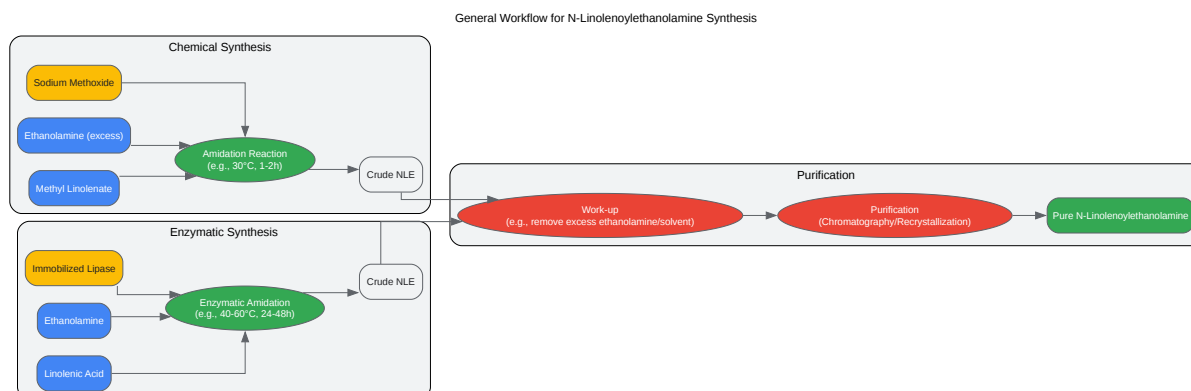 General Workflow for N-Linolenoylethanolamine Synthesis
Chemical Synthesis
Sodium Methoxide
Ethanolamine (excess)
Methyl Linolenate
Amidation Reaction
(e.g., 30°C, 1-2h)
Crude NLE
Enzymatic Synthesis
Immobilized Lipase
Ethanolamine
Linolenic Acid
Enzymatic Amidation
(e.g., 40-60°C, 24-48h)
Crude NLE
Purification
Work-up
(e.g., remove excess ethanolamine/solvent)
Purification
(Chromatography/Recrystallization)
Pure N-Linolenoylethanolamine